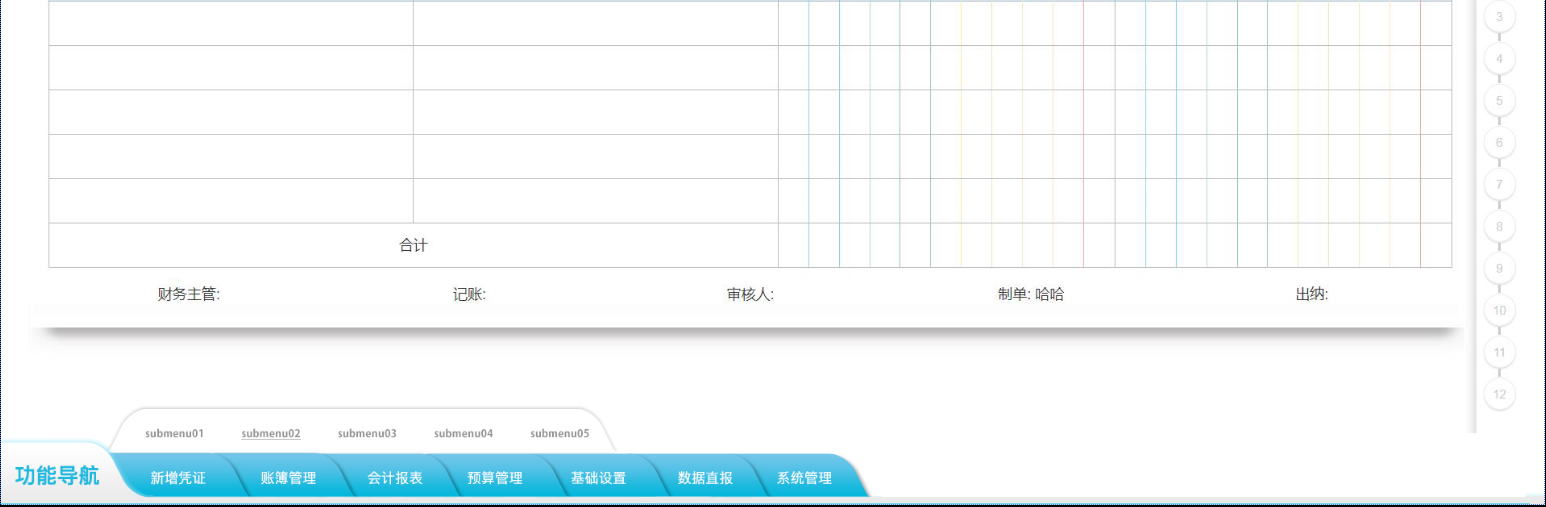 3
4
5
6
7
8
合计
9
财务主管: 记账: 审核人: 制单: 哈哈 出纳:
10
11
12
submenu01 submenu02 submenu03 submenu04 submenu05
功能导航 新增凭证 账簿管理 会计报表 预算管理 基础设置 数据直报 系统管理